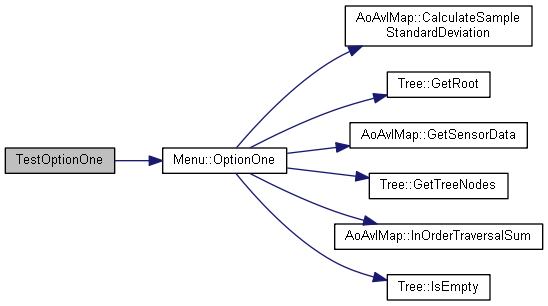 AoAvlMap::CalculateSample
StandardDeviation
Tree::GetRoot
AoAvlMap::GetSensorData
TestOptionOne
Menu::OptionOne
Tree::GetTreeNodes
AoAvlMap::InOrderTraversalSum
Tree::IsEmpty